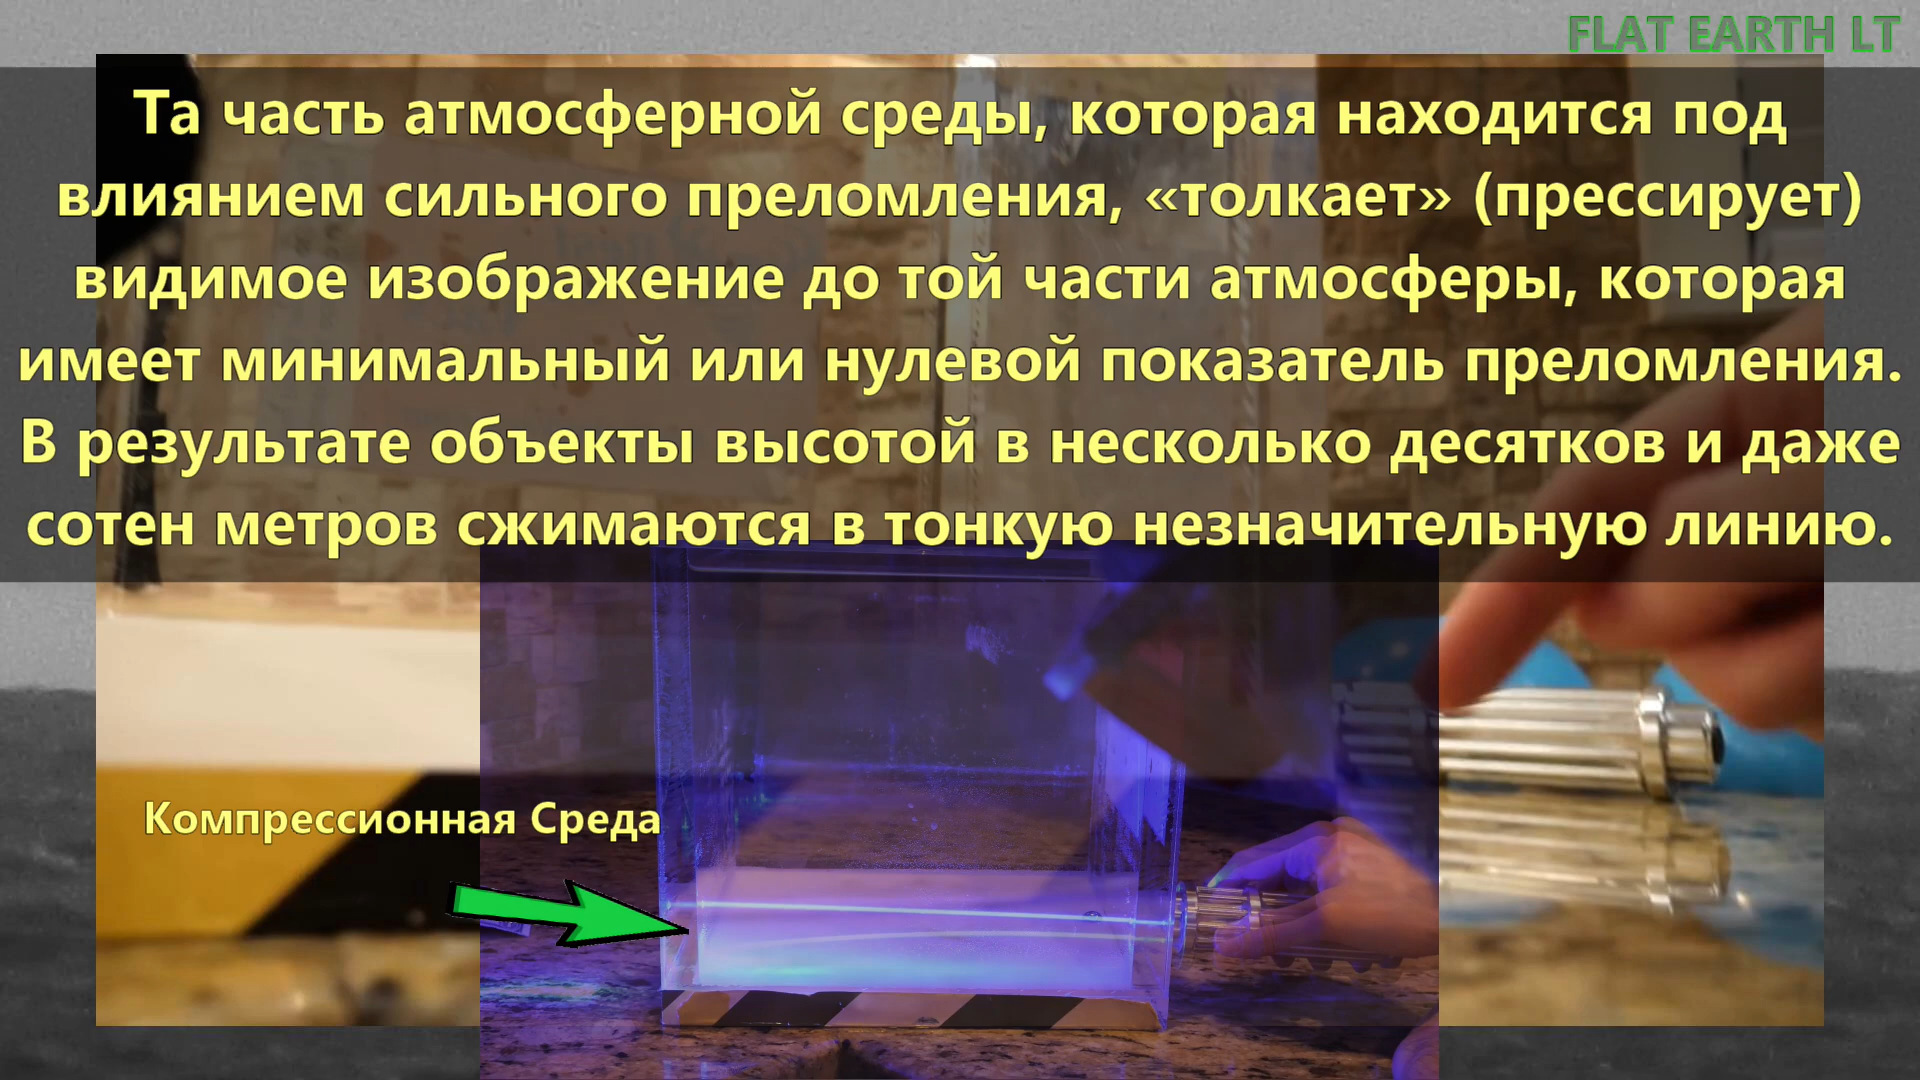 FLAT EARTH LT
Та часть атмосферной среды, которая находится под
влиянием сильного преломления, «толкает» (прессирует)
видимое изображение до той части атмосферы, которая
имеет минимальный или нулевой показатель преломления.
В результате объекты высотой в несколько десятков и даже
сотен метров сжимаются в тонкую незначительную линию.
Компрессионная Среда